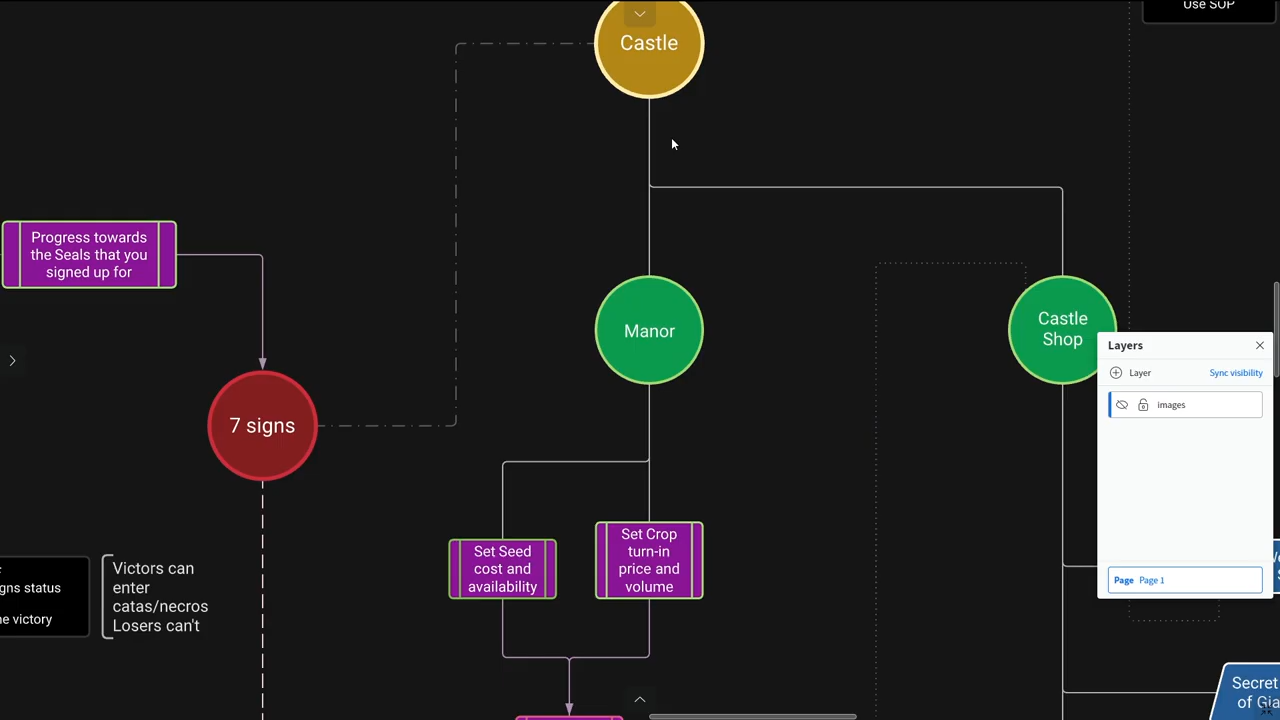 Use SOP
Castle
Progress towards
the Seals that you
signed up for
Manor
Castle
Shop
Layers
Layer
Sync visibility
images
7 signs
Set Seed
cost and
availability
Set Crop
turn-in
price and
volume
Victors can
enter
catas/necros
Losers can't
gns status
victory
Page Page 1
Secret
of